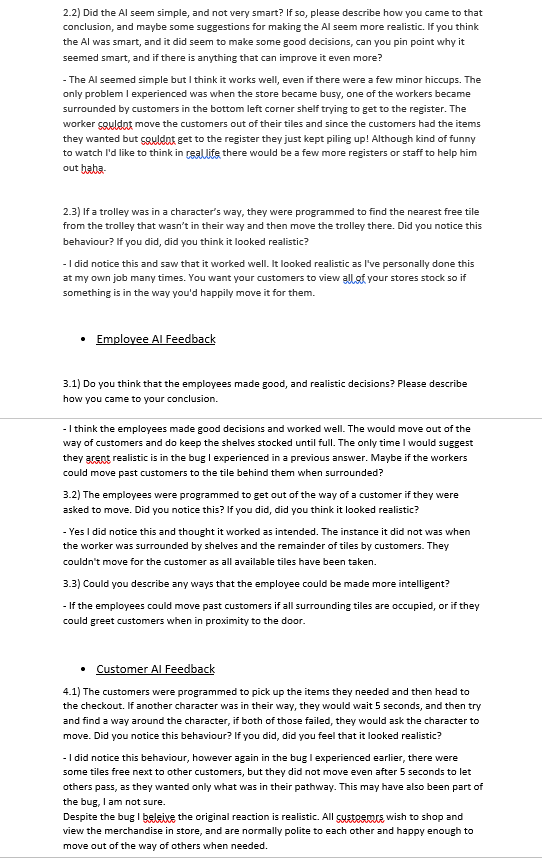 2.2) Did the AI seem simple, and not very smart? If so, please describe how you came to that
conclusion, and maybe some suggestions for making the AI seem more realistic. If you think
the AI was smart, and it did seem to make some good decisions, can you pin point why it
seemed smart, and if there is anything that can improve it even more?
- The AI seemed simple but I think it works well, even if there were a few minor hiccups. The
only problem I experienced was when the store became busy, one of the workers became
surrounded by customers in the bottom left corner shelf trying to get to the register. The
worker couldnt move the customers out of their tiles and since the customers had the items
they wanted but couldnt get to the register they just kept piling up! Although kind of funny
to watch I'd like to think in real life there would be a few more registers or staff to help him
out haha.
2.3) If a trolley was in a character's way, they were programmed to find the nearest free tile
from the trolley that wasn't in their way and then move the trolley there. Did you notice this
behaviour? If you did, did you think it looked realistic?
- I did notice this and saw that it worked well. It looked realistic as I've personally done this
at my own job many times. You want your customers to view all of your stores stock so if
something is in the way you'd happily move it for them.
• Employee AI Feedback
3.1) Do you think that the employees made good, and realistic decisions? Please describe
how you came to your conclusion.
- I think the employees made good decisions and worked well. The would move out of the
way of customers and do keep the shelves stocked until full. The only time I would suggest
they arent realistic is in the bug I experienced in a previous answer. Maybe if the workers
could move past customers to the tile behind them when surrounded?
3.2) The employees were programmed to get out of the way of a customer if they were
asked to move. Did you notice this? If you did, did you think it looked realistic?
- Yes I did notice this and thought it worked as intended. The instance it did not was when
the worker was surrounded by shelves and the remainder of tiles by customers. They
couldn't move for the customer as all available tiles have been taken.
3.3) Could you describe any ways that the employee could be made more intelligent?
- If the employees could move past customers if all surrounding tiles are occupied, or if they
could greet customers when in proximity to the door.
• Customer AI Feedback
4.1) The customers were programmed to pick up the items they needed and then head to
the checkout. If another character was in their way, they would wait 5 seconds, and then try
and find a way around the character, if both of those failed, they would ask the character to
move. Did you notice this behaviour? If you did, did you feel that it looked realistic?
- I did notice this behaviour, however again in the bug I experienced earlier, there were
some tiles free next to other customers, but they did not move even after 5 seconds to let
others pass, as they wanted only what was in their pathway. This may have also been part of
the bug, I am not sure.
Despite the bug I beleive the original reaction is realistic. All custoemrs wish to shop and
view the merchandise in store, and are normally polite to each other and happy enough to
move out of the way of others when needed.